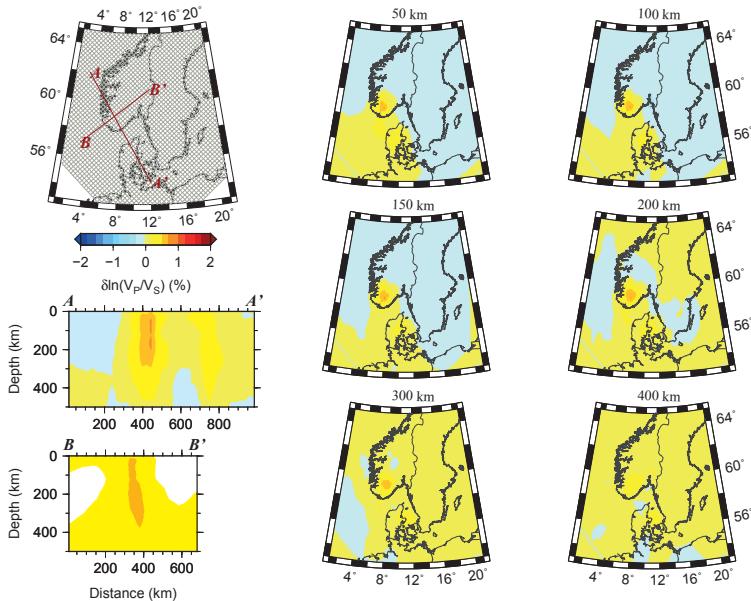 4° 8° 12° 16° 20°
64°
60°
56°
A
B'
B
A'
4° 8° 12° 16° 20°
−2 −1 0 1 2
δln(VP/VS) (%)
A A'
0
200
400
Depth (km)
200 400 600 800
B B'
0
200
400
Depth (km)
200 400 600
Distance (km)
50 km
100 km
64°
60°
56°
150 km
200 km
64°
60°
56°
300 km
400 km
64°
60°
56°
4° 8° 12° 16° 20°
4° 8° 12° 16° 20°